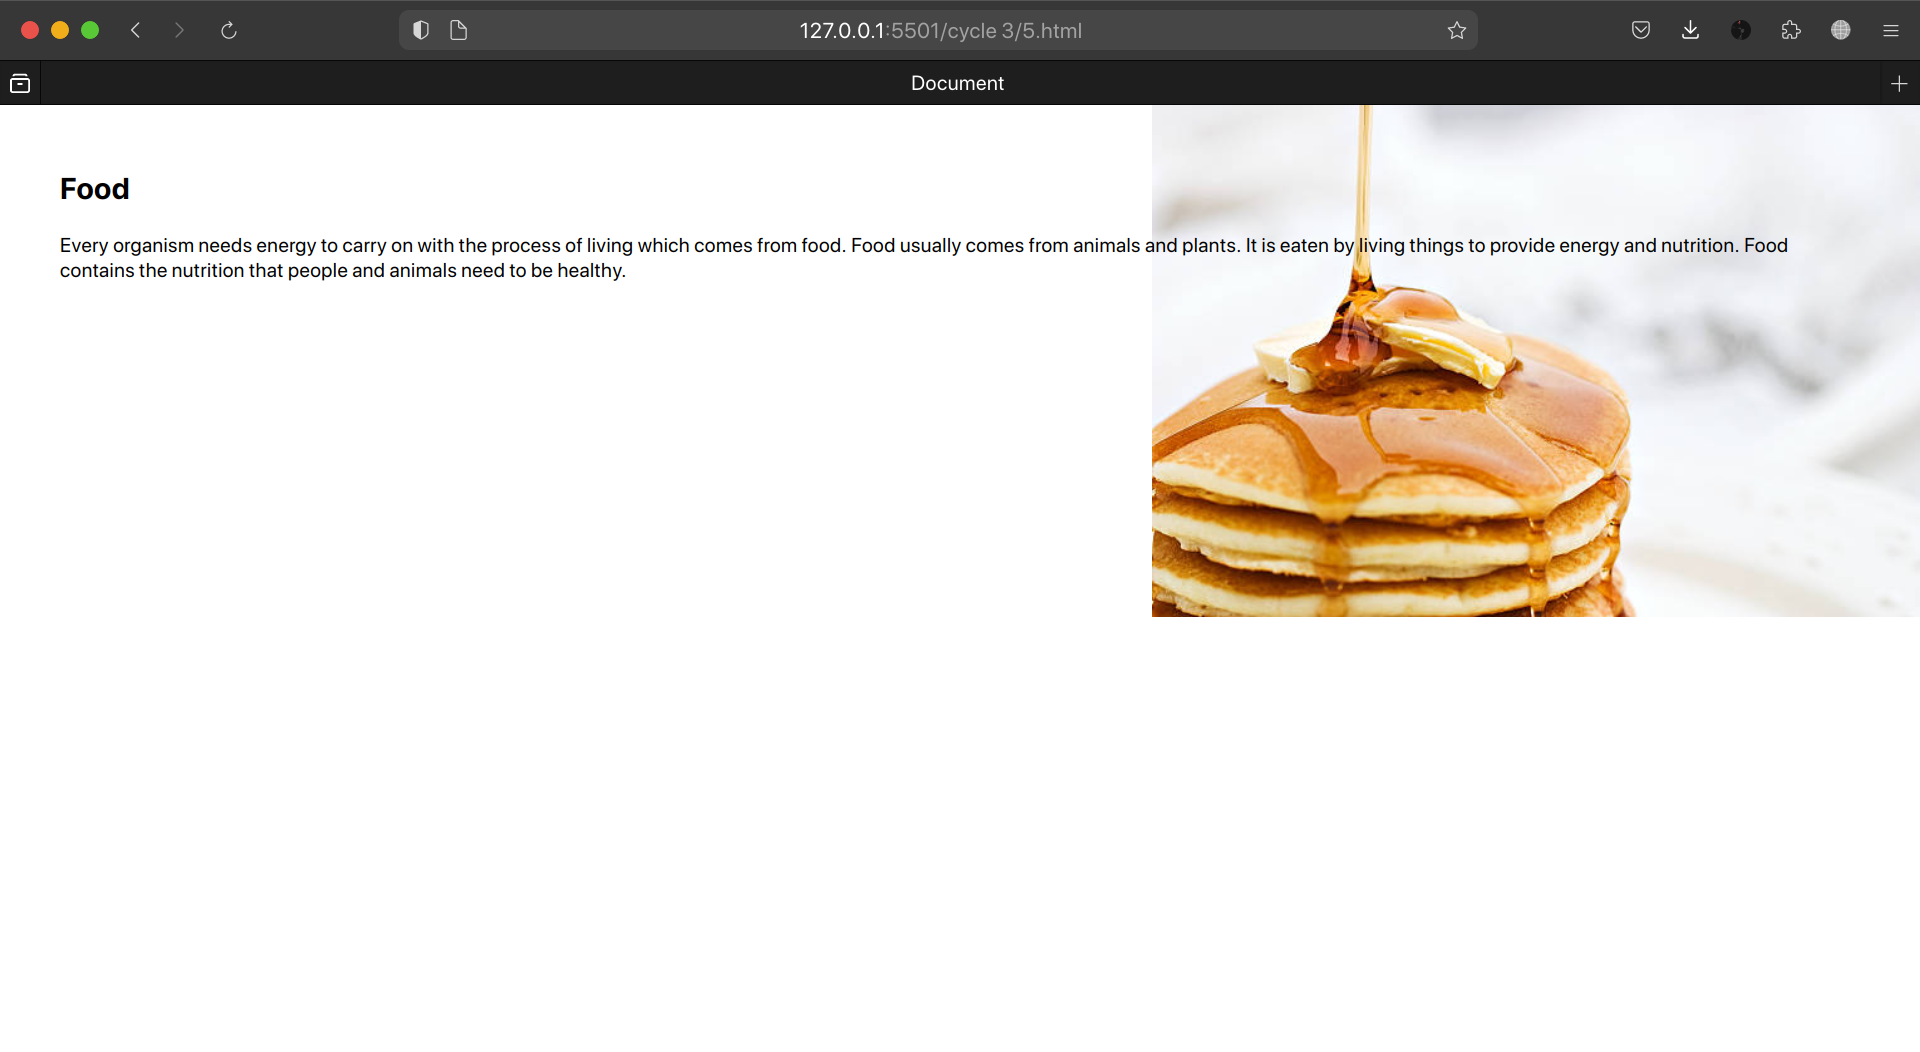 127.0.0.1:5501/cycle 3/5.html
Document
Food
Every organism needs energy to carry on with the process of living which comes from food. Food usually comes from animals and plants. It is eaten by living things to provide energy and nutrition. Food
contains the nutrition that people and animals need to be healthy.